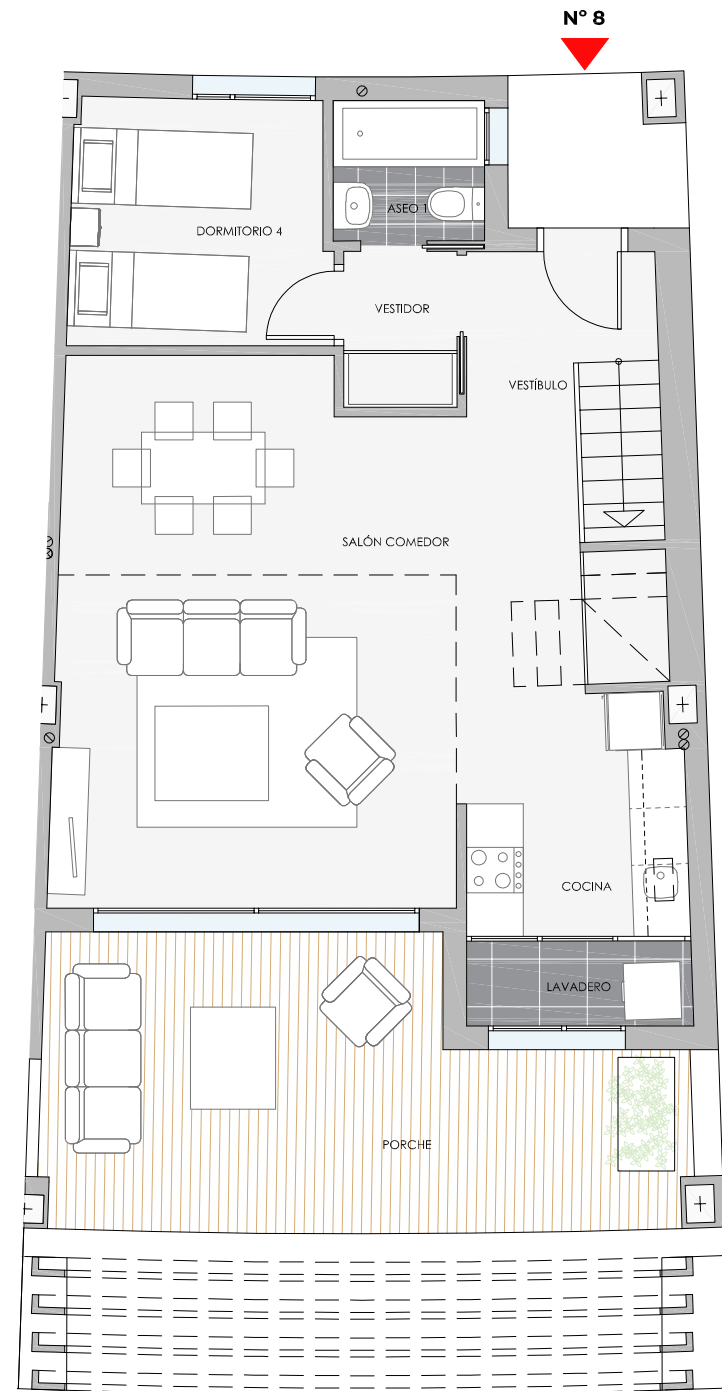 Nº 8
ASEO 1
DORMITORIO 4
VESTIDOR
VESTÍBULO
SALÓN COMEDOR
COCINA
LAVADERO
PORCHE